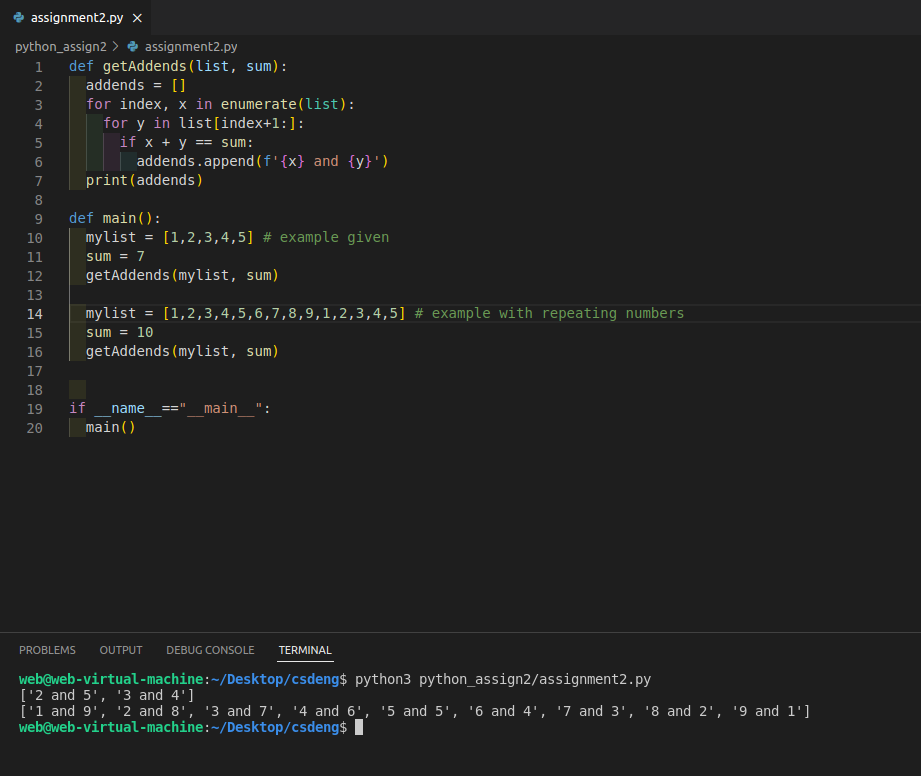 assignment2.py ×
python_assign2 > assignment2.py
1 def getAddends(list, sum):
2   addends = []
3   for index, x in enumerate(list):
4     for y in list[index+1:]:
5       if x + y == sum:
6         addends.append(f'{x} and {y}')
7   print(addends)
8
9 def main():
10   mylist = [1,2,3,4,5] # example given
11   sum = 7
12   getAddends(mylist, sum)
13
14   mylist = [1,2,3,4,5,6,7,8,9,1,2,3,4,5] # example with repeating numbers
15   sum = 10
16   getAddends(mylist, sum)
17
18
19 if __name__=="__main__":
20   main()
PROBLEMS OUTPUT DEBUG CONSOLE TERMINAL
web@web-virtual-machine:~/Desktop/csdeng$ python3 python_assign2/assignment2.py
['2 and 5', '3 and 4']
['1 and 9', '2 and 8', '3 and 7', '4 and 6', '5 and 5', '6 and 4', '7 and 3', '8 and 2', '9 and 1']
web@web-virtual-machine:~/Desktop/csdeng$